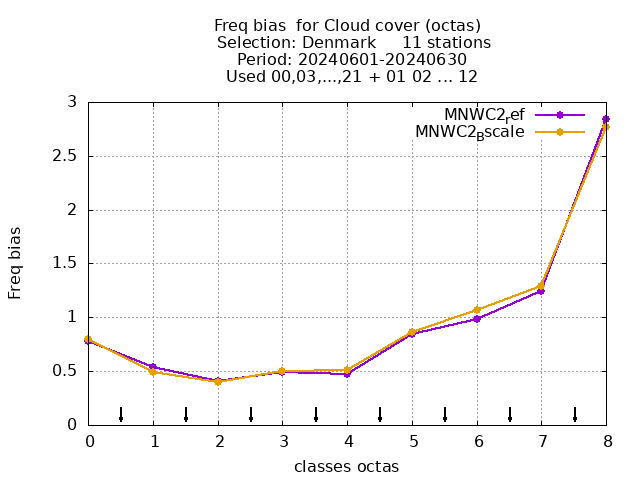 Freq bias  for Cloud cover (octas)
Selection: Denmark     11 stations
Period: 20240601-20240630
Used 00,03,...,21 + 01 02 ... 12
MNWC2ref
MNWC2Bscale
3
2.5
2
1.5
1
0.5
0
Freq bias
0 1 2 3 4 5 6 7 8
classes octas